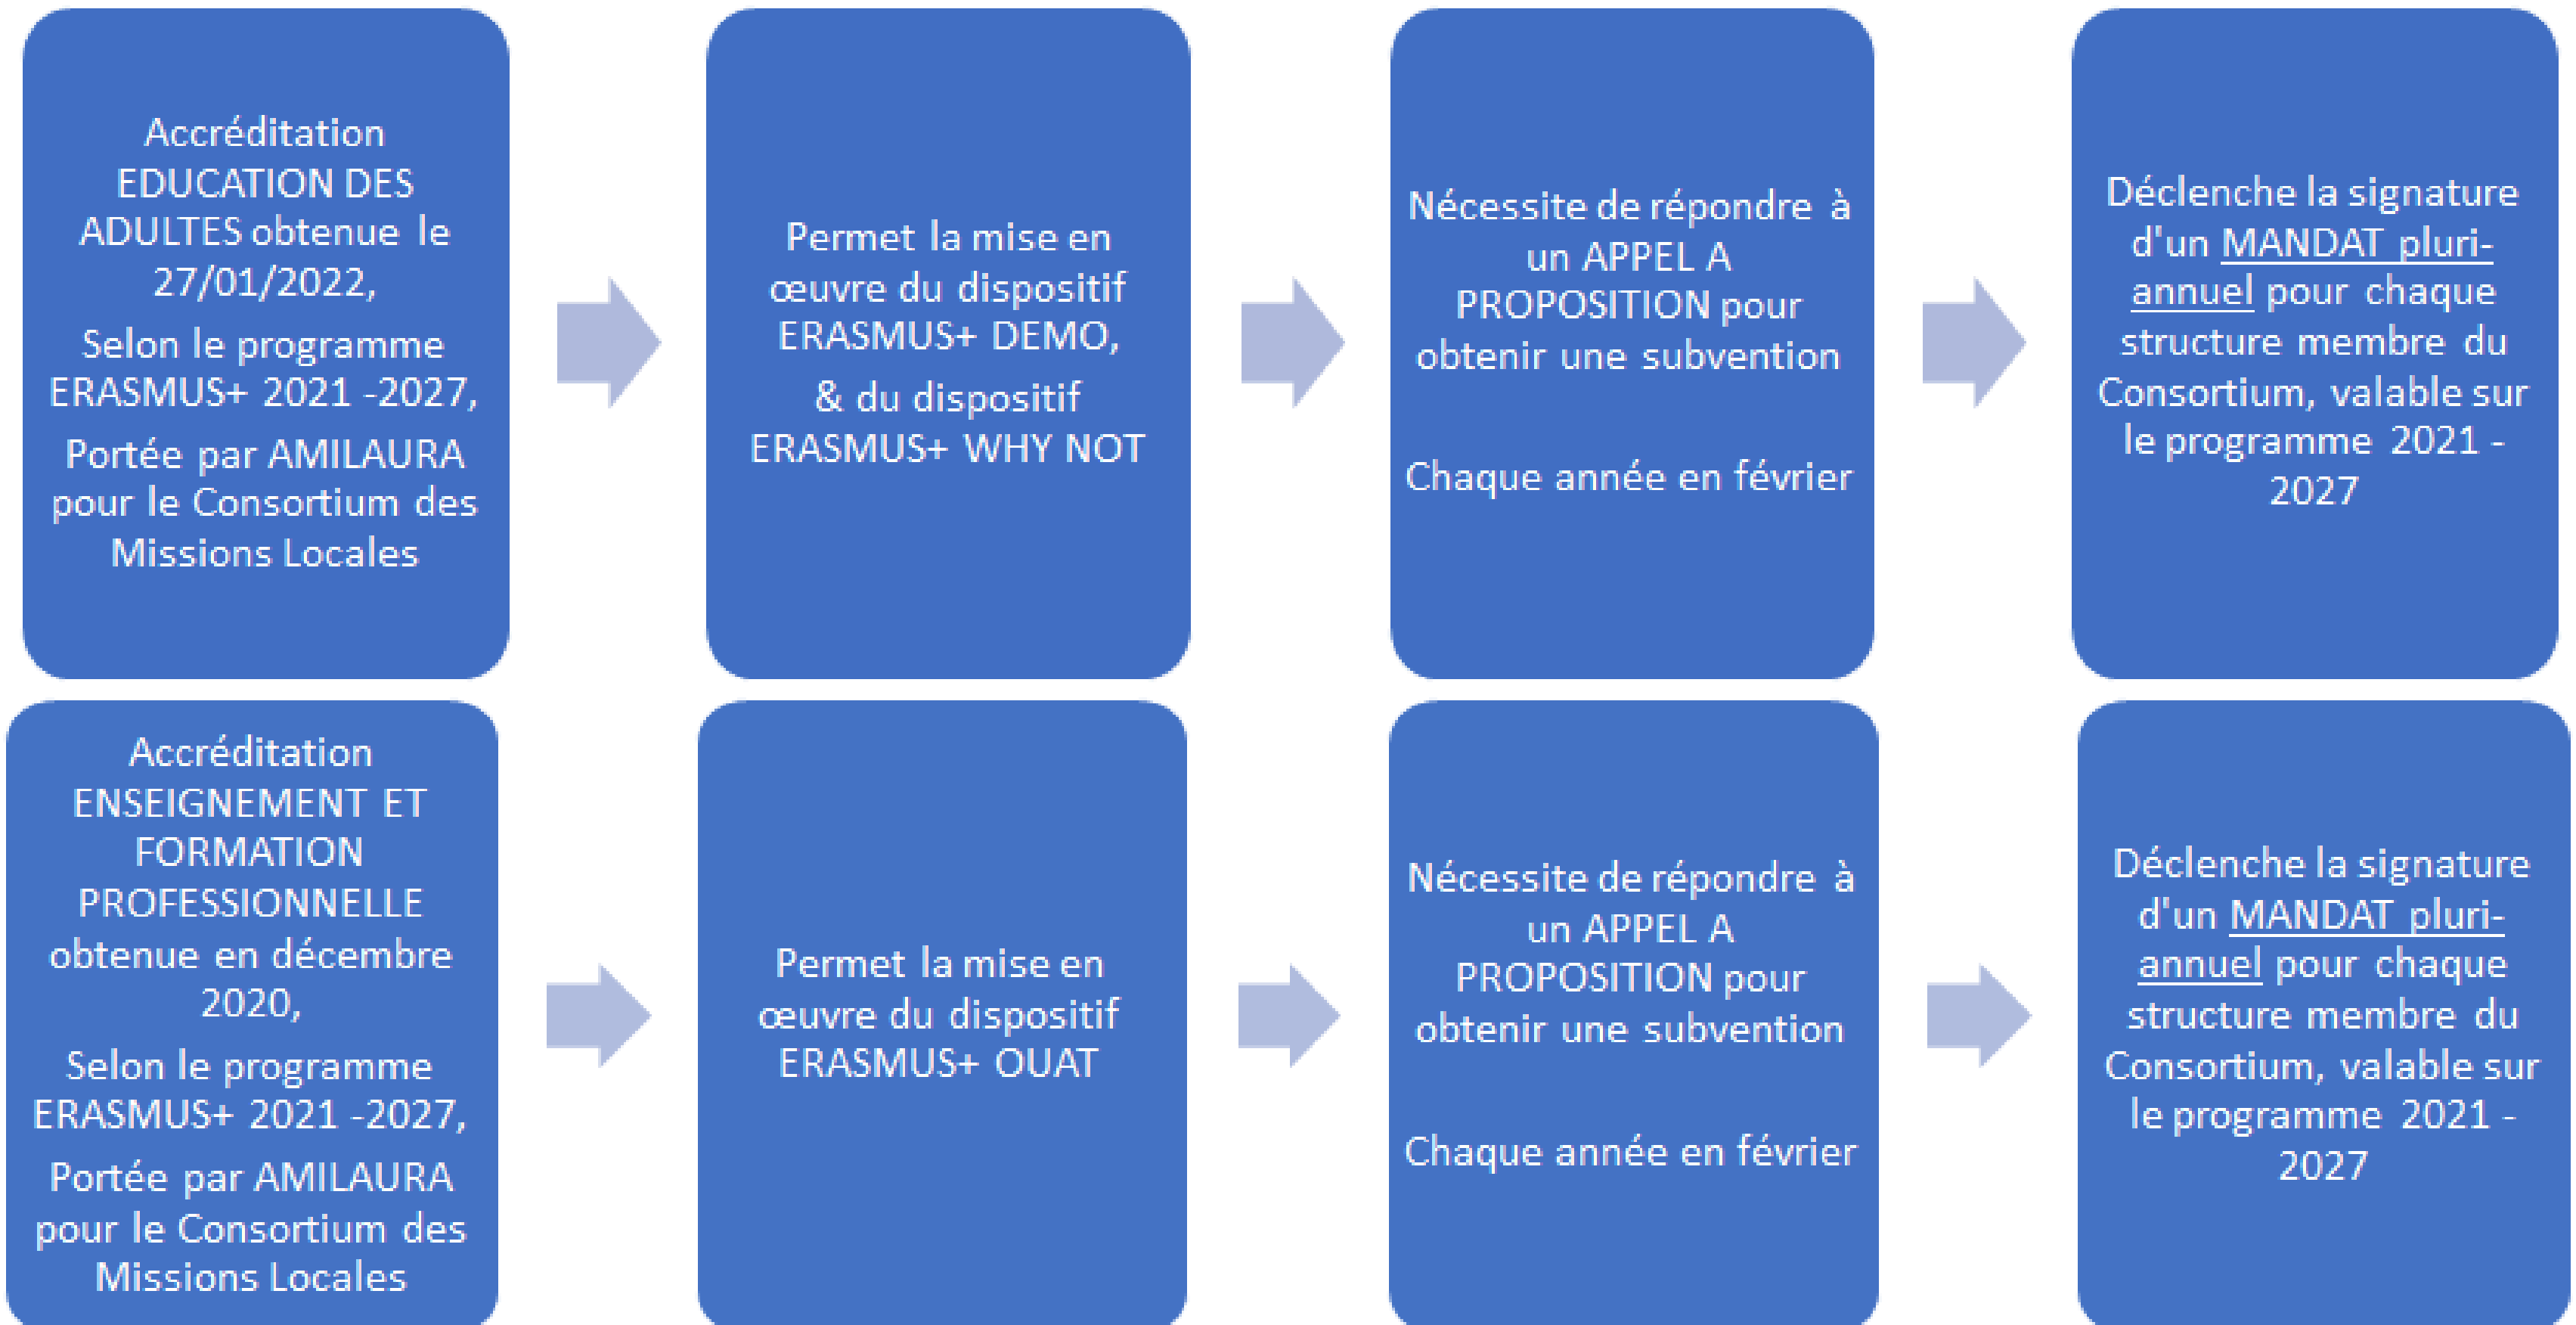 Accréditation
EDUCATION DES
ADULTES obtenue le
27/01/2022,
Selon le programme
ERASMUS+ 2021 -2027,
Portée par AMILAURA
pour le Consortium des
Missions Locales
Permet la mise en
œuvre du dispositif
ERASMUS+ DEMO,
& du dispositif
ERASMUS+ WHY NOT
Nécessite de répondre à
un APPEL A
PROPOSITION pour
obtenir une subvention
Chaque année en février
Déclenche la signature
d'un MANDAT pluri-
annuel pour chaque
structure membre du
Consortium, valable sur
le programme 2021 -
2027
Accréditation
ENSEIGNEMENT ET
FORMATION
PROFESSIONNELLE
obtenue en décembre
2020,
Selon le programme
ERASMUS+ 2021 -2027,
Portée par AMILAURA
pour le Consortium des
Missions Locales
Permet la mise en
œuvre du dispositif
ERASMUS+ OUAT
Nécessite de répondre à
un APPEL A
PROPOSITION pour
obtenir une subvention
Chaque année en février
Déclenche la signature
d'un MANDAT pluri-
annuel pour chaque
structure membre du
Consortium, valable sur
le programme 2021 -
2027